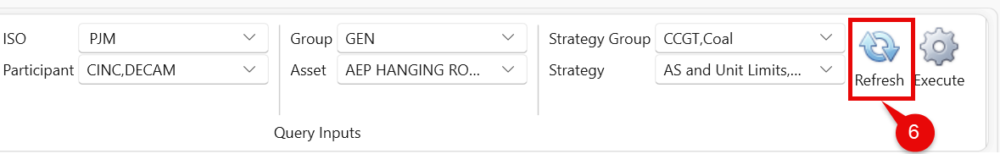 ISO PJM Group GEN Strategy Group CCGT,Coal
Participant CINC,DECAM Asset AEP HANGING RO... Strategy AS and Unit Limits,...
Refresh Execute
Query Inputs
6